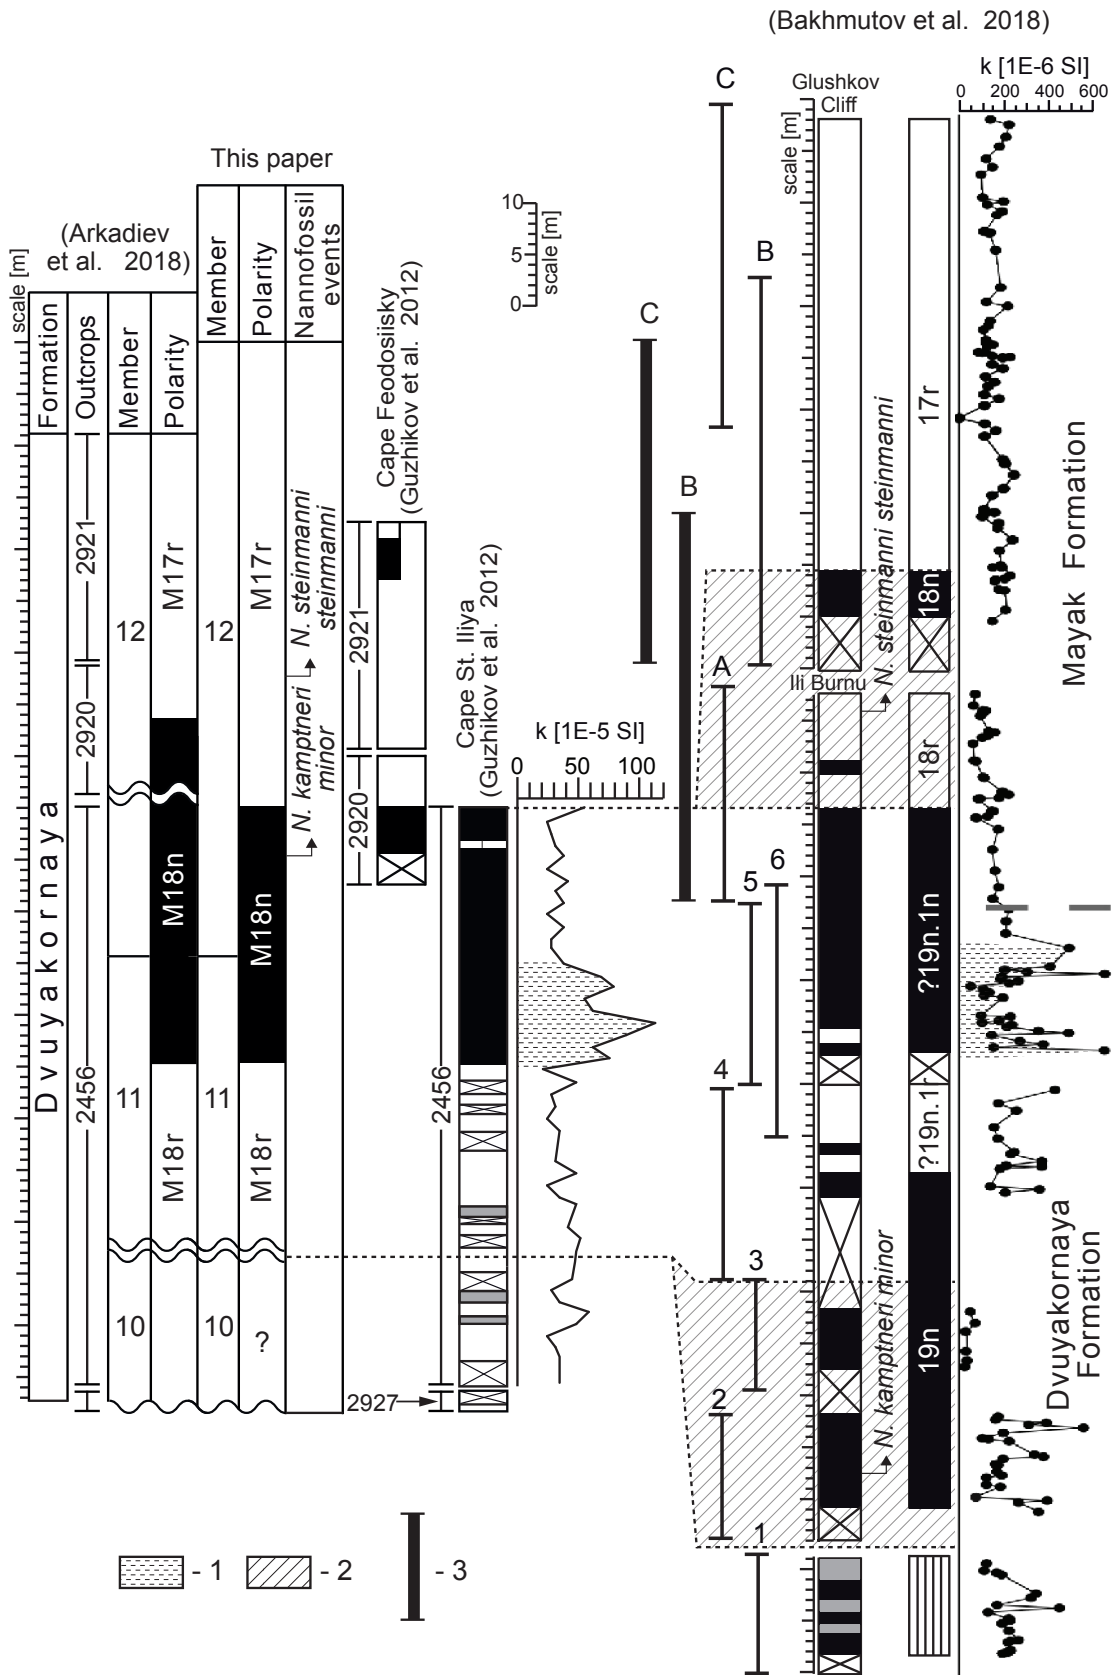 (Bakhmutov et al. 2018)
k [1E-6 SI]
0 200 400 600
C
Glushkov
Cliff
scale [m]
This paper
(Arkadiev
et al. 2018)
scale [m]
Formation
Outcrops
Member
Polarity
Member
Polarity
Nannofossil
events
10
5
0
scale [m]
Cape Feodosiisky
(Guzhikov et al. 2012)
Cape St. Iliya
(Guzhikov et al. 2012)
B
C
B
A
17r
18n
18r
?19n.1n
?19n.1r
19n
Mayak Formation
Dvuyakornaya
Formation
N. steinmanni steinmanni
Ili Burnu
N. kamptneri minor
2921
2920
2456
12
11
10
M17r
M18n
M18r
12
11
10
M17r
M18n
M18r
?
N. steinmanni
steinmanni
N. kamptneri
minor
2921
2920
2456
2927
Dvuyakornaya
k [1E-5 SI]
0 50 100
6
5
4
3
2
1
- 1
- 2
- 3